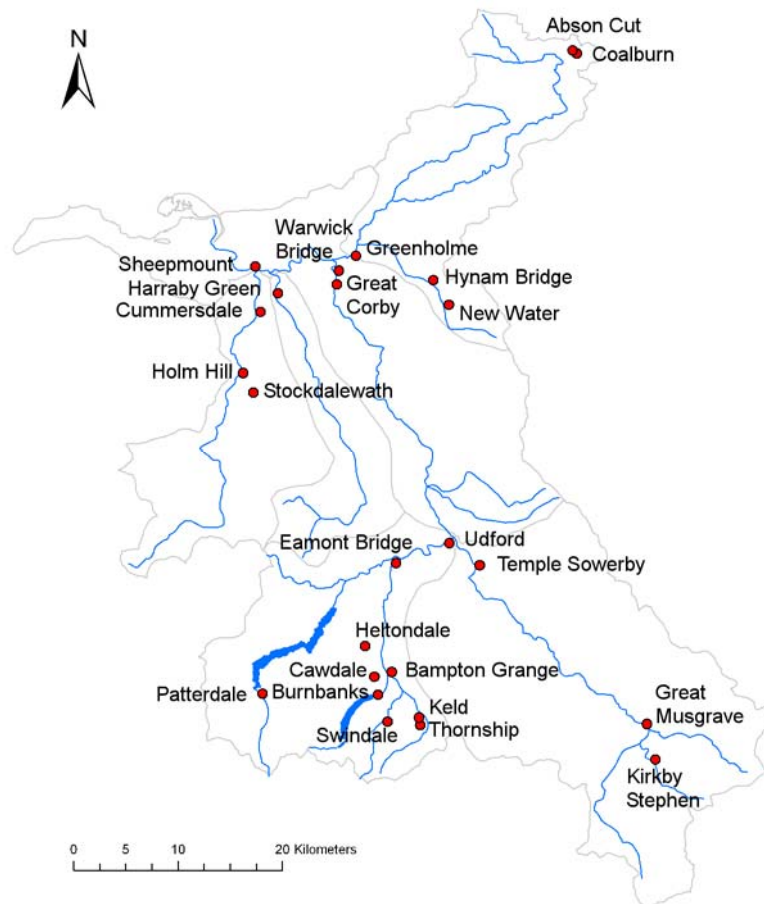 Abson Cut
N
Coalburn
Warwick
Bridge
Greenholme
Sheepmount
Hynam Bridge
Harraby Green
Great
Corby
Cummersdale
New Water
Holm Hill
Stockdalewath
Eamont Bridge
Udford
Temple Sowerby
Heltondale
Cawdale
Bampton Grange
Patterdale
Burnbanks
Keld
Great
Musgrave
Swindale
Thornship
Kirkby
Stephen
0 5 10 20 Kilometers